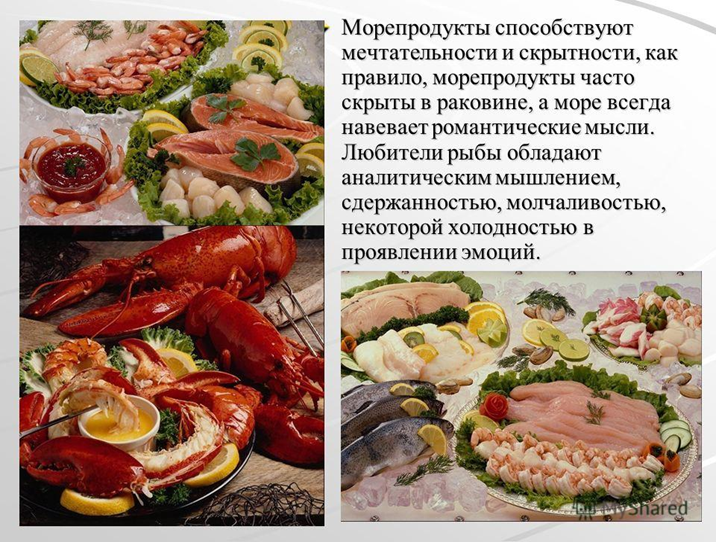 Морепродукты способствуют
мечтательности и скрытности, как
правило, морепродукты часто
скрыты в раковине, а море всегда
навевает романтические мысли.
Любители рыбы обладают
аналитическим мышлением,
сдержанностью, молчаливостью,
некоторой холодностью в
проявлении эмоций.
MyShared